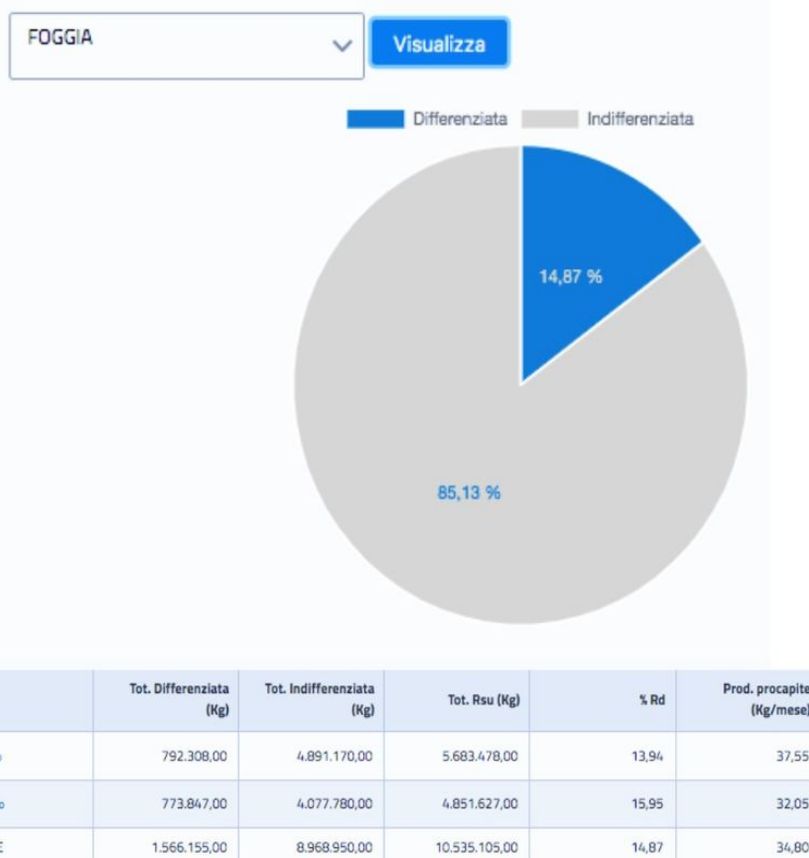 FOGGIA
Visualizza
Differenziata Indifferenziata
14,87 %
85,13 %
Tot. Differenziata (Kg) Tot. Indifferenziata (Kg) Tot. Rsu (Kg) % Rd Prod. procapite (Kg/mese)
792.308,00 4.891.170,00 5.683.478,00 13,94 37,55
773.847,00 4.077.780,00 4.851.627,00 15,95 32,05
1.566.155,00 8.968.950,00 10.535.105,00 14,87 34,80